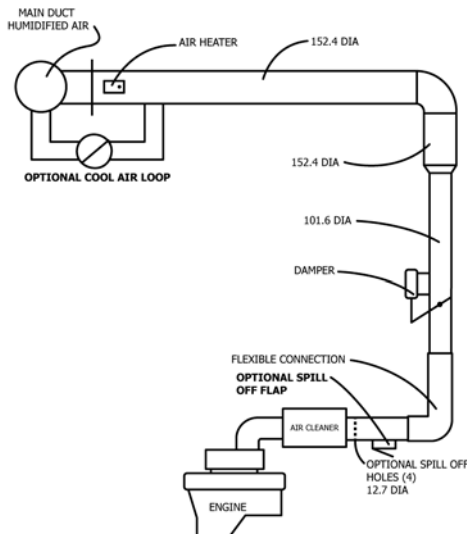 MAIN DUCT
HUMIDIFIED AIR
AIR HEATER
152.4 DIA
OPTIONAL COOL AIR LOOP
152.4 DIA
101.6 DIA
DAMPER
FLEXIBLE CONNECTION
OPTIONAL SPILL
OFF FLAP
AIR CLEANER
OPTIONAL SPILL OFF
HOLES (4)
12.7 DIA
ENGINE